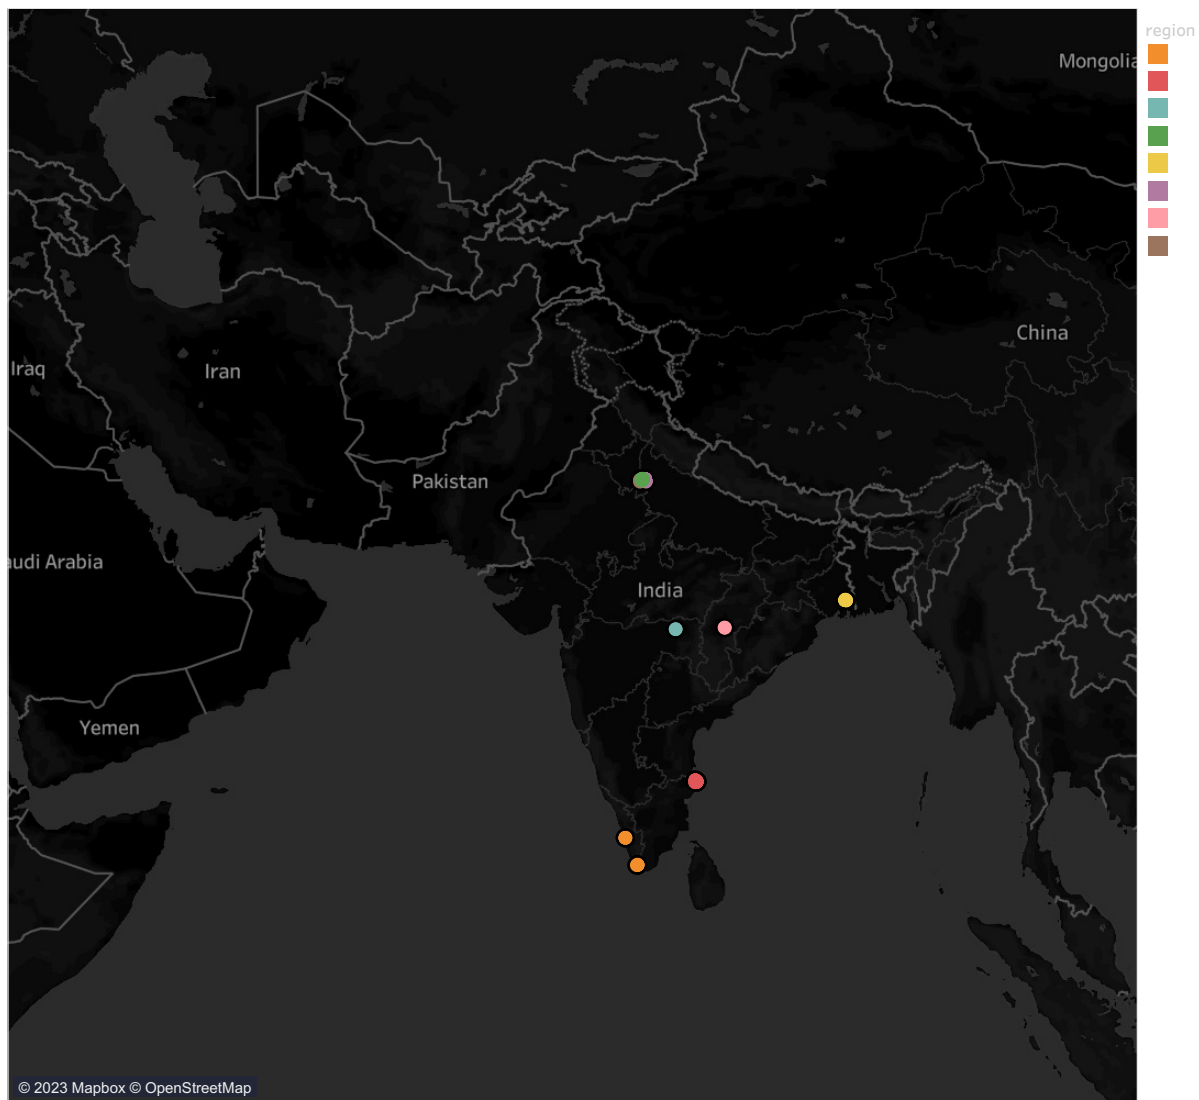 region
Mongolia
China
Iraq
Iran
Pakistan
audi Arabia
India
Yemen
© 2023 Mapbox © OpenStreetMap